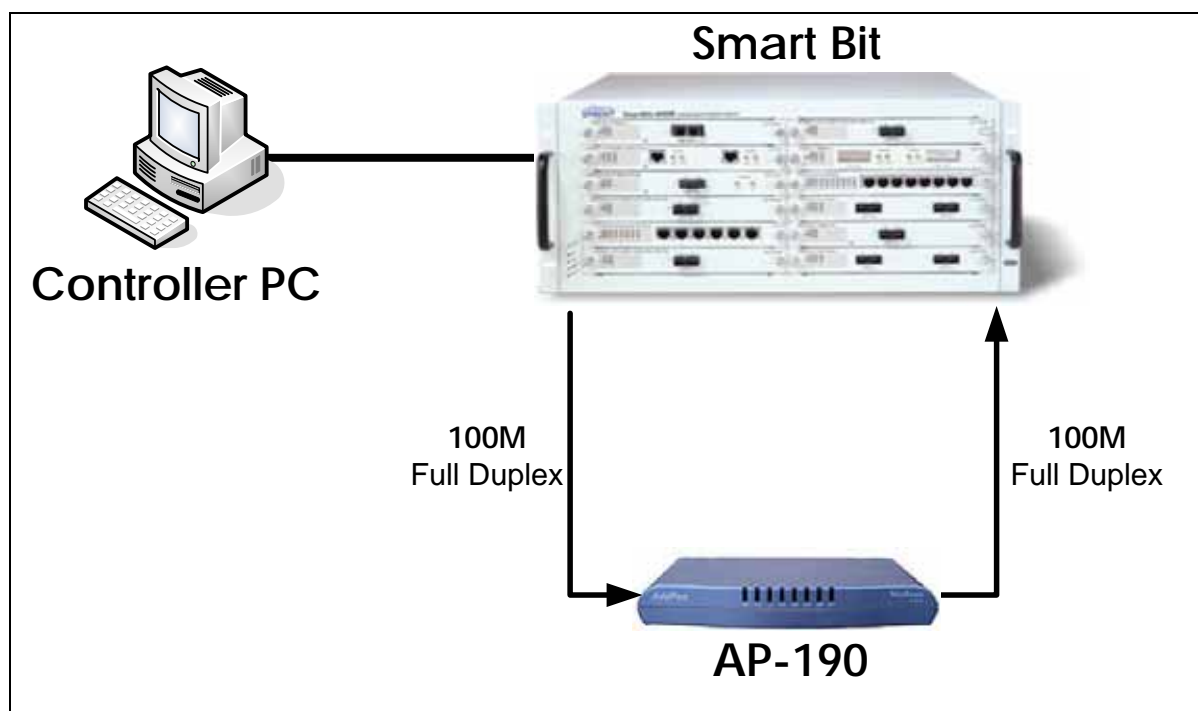 Smart Bit
Controller PC
100M
Full Duplex
100M
Full Duplex
AP-190